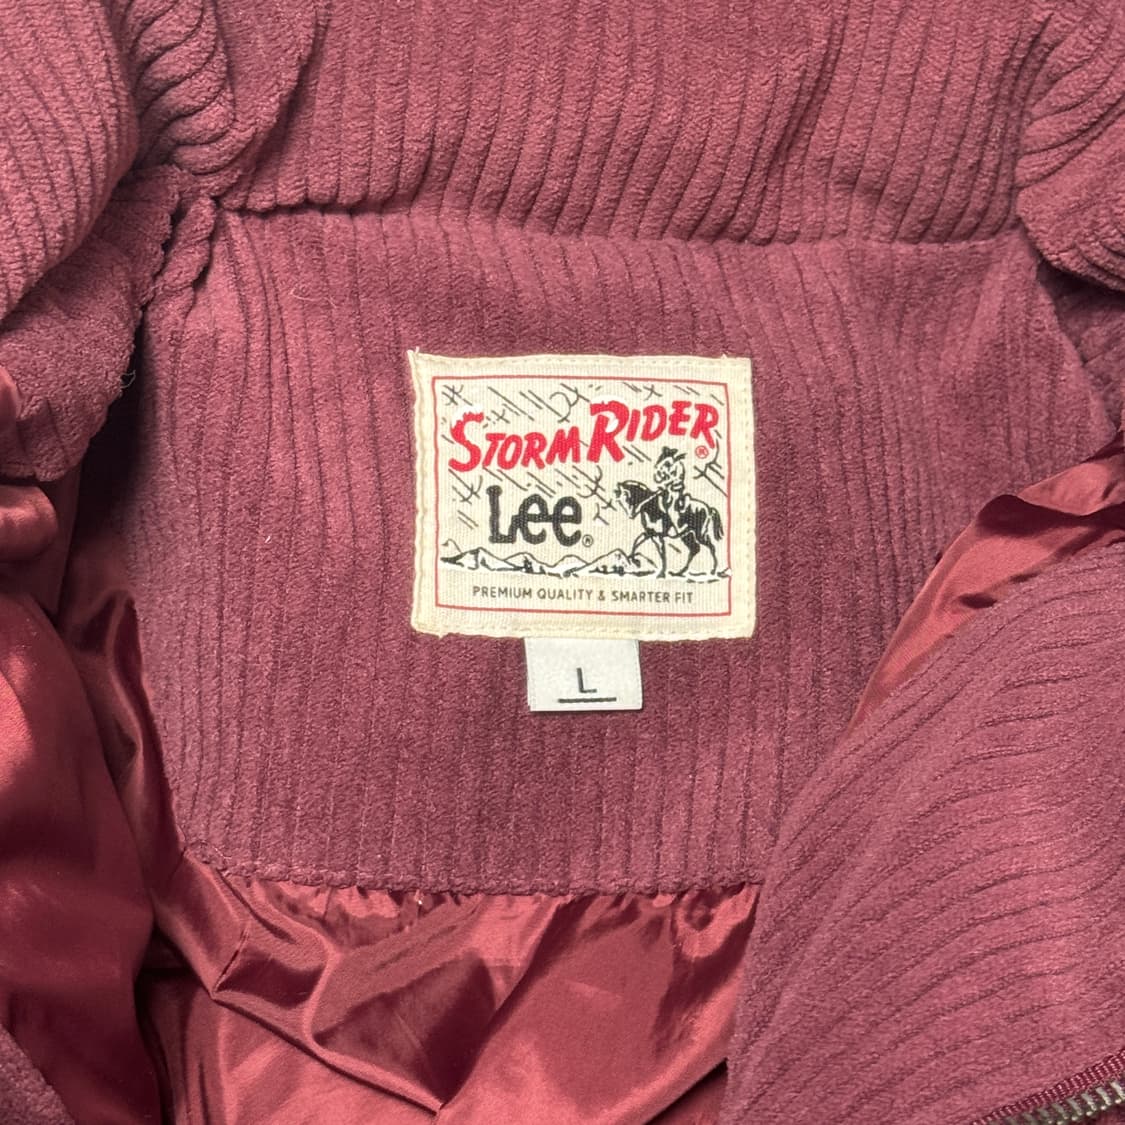 STORM RIDER ®
Lee ®
PREMIUM QUALITY & SMARTER FIT
L